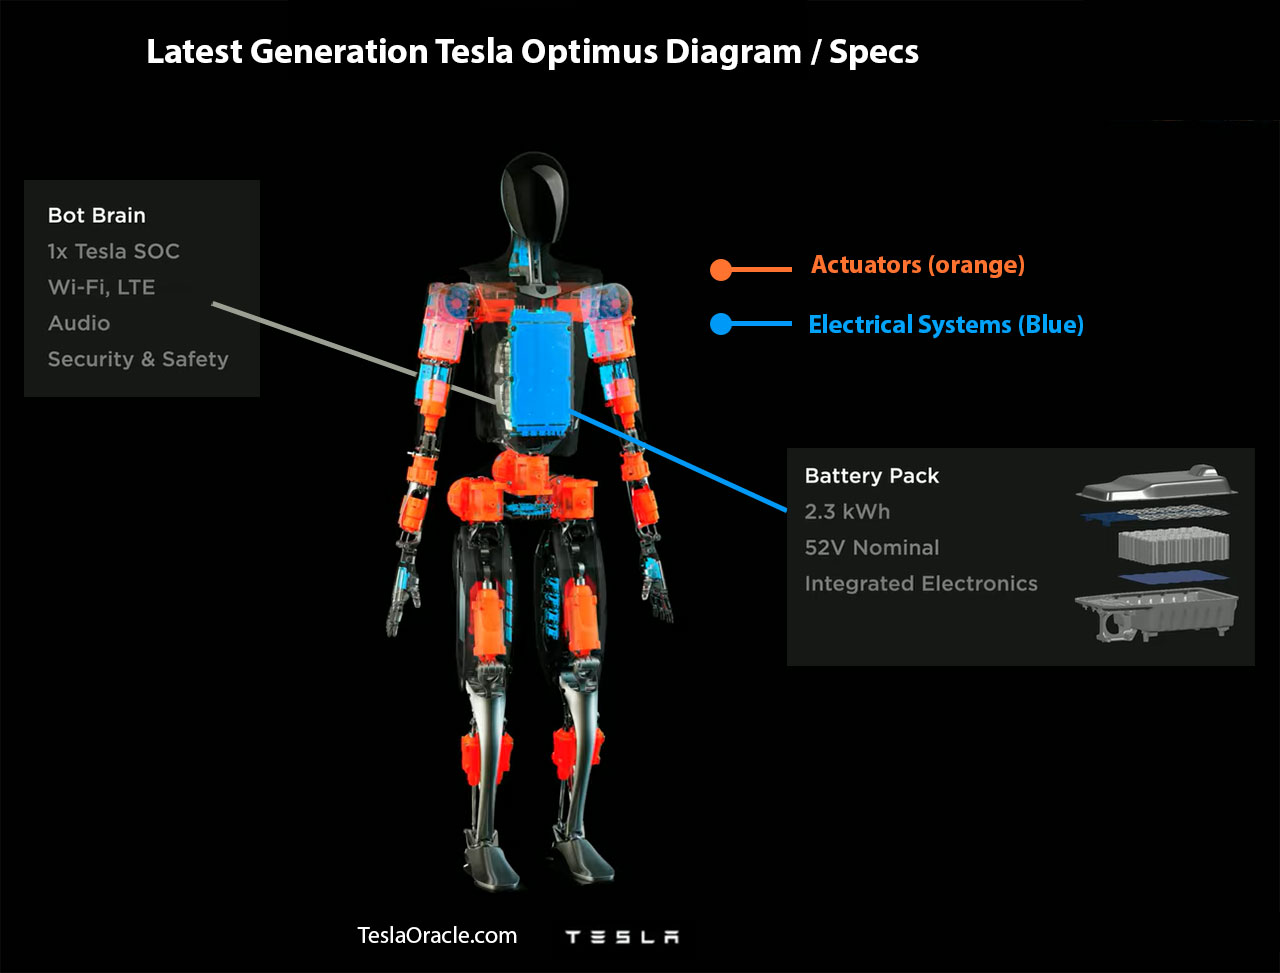 Latest Generation Tesla Optimus Diagram / Specs
Bot Brain
1x Tesla SOC
Wi-Fi, LTE
Audio
Security & Safety
Actuators (orange)
Electrical Systems (Blue)
Battery Pack
2.3 kWh
52V Nominal
Integrated Electronics
TeslaOracle.com
TESLA